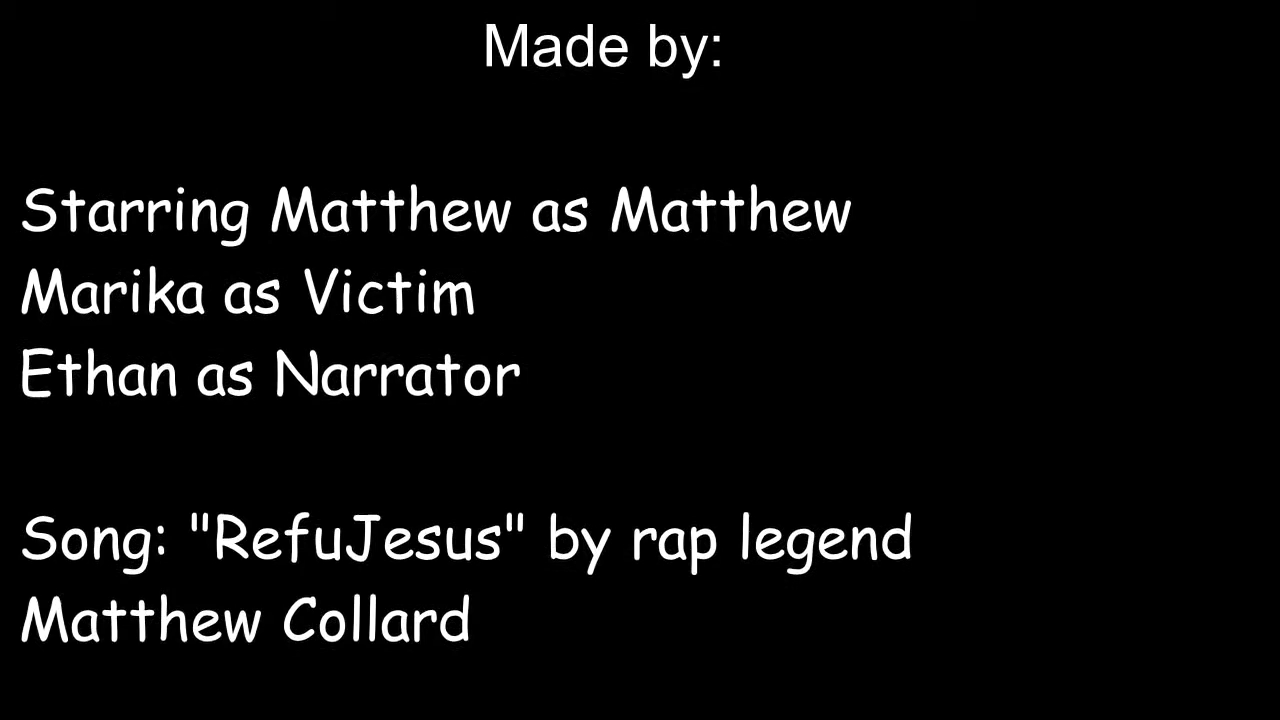 Made by:
Starring Matthew as Matthew
Marika as Victim
Ethan as Narrator
Song: "RefuJesus" by rap legend
Matthew Collard